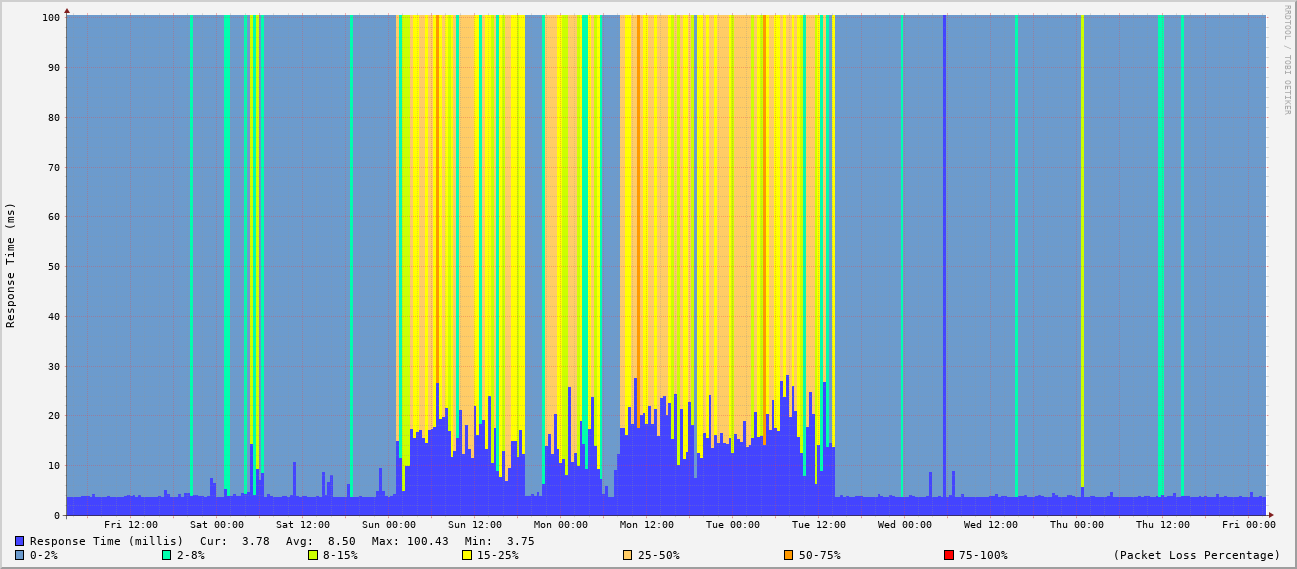 RRDTOOL / TOBI OETIKER
Response Time (ms)
100
90
80
70
60
50
40
30
20
10
0
Fri 12:00 Sat 00:00 Sat 12:00 Sun 00:00 Sun 12:00 Mon 00:00 Mon 12:00 Tue 00:00 Tue 12:00 Wed 00:00 Wed 12:00 Thu 00:00 Thu 12:00 Fri 00:00
Response Time (millis) Cur: 3.78 Avg: 8.50 Max: 100.43 Min: 3.75
0-2% 2-8% 8-15% 15-25% 25-50% 50-75% 75-100% (Packet Loss Percentage)